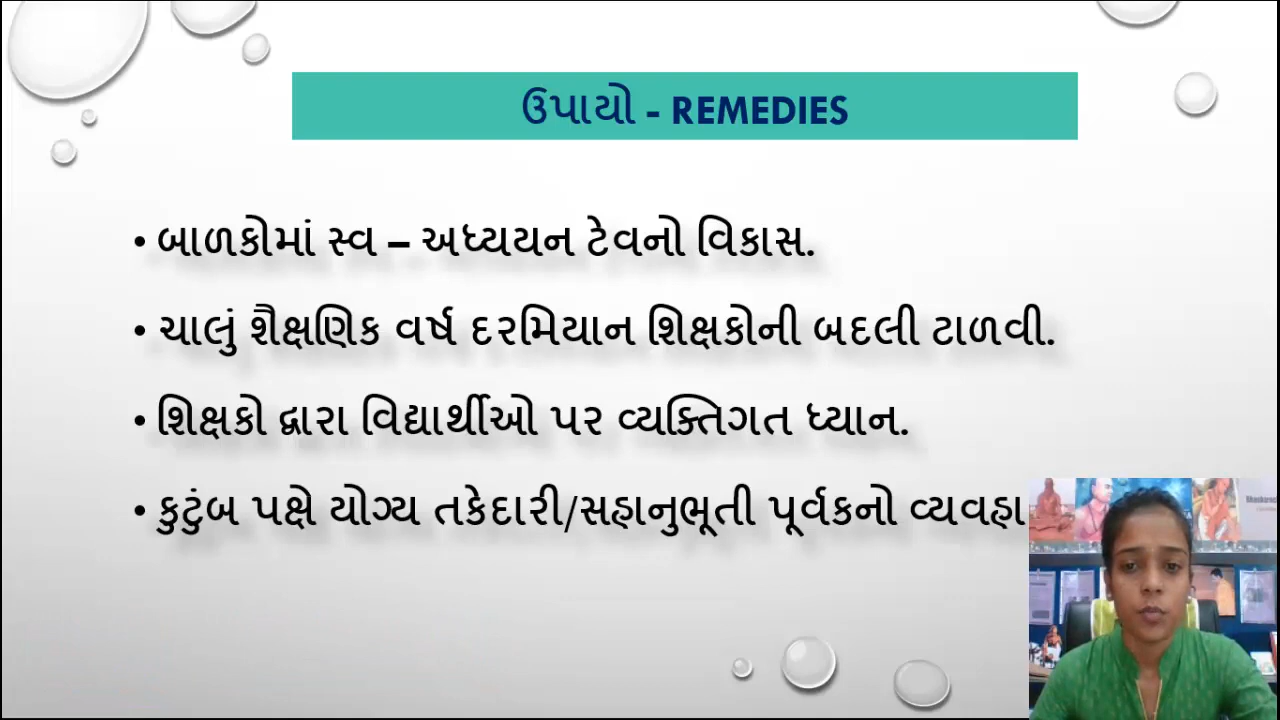 ઉપાયો - REMEDIES
• બાળકોમાં સ્વ – અધ્યયન ટેવનો વિકાસ.
• ચાલું શૈક્ષણિક વર્ષ દરમિયાન શિક્ષકોની બદલી ટાળવી.
• શિક્ષકો દ્વારા વિદ્યાર્થીઓ પર વ્યક્તિગત ધ્યાન.
• કુટુંબ પક્ષે યોગ્ય તકેદારી/સહાનુભૂતી પૂર્વકનો વ્યવહા